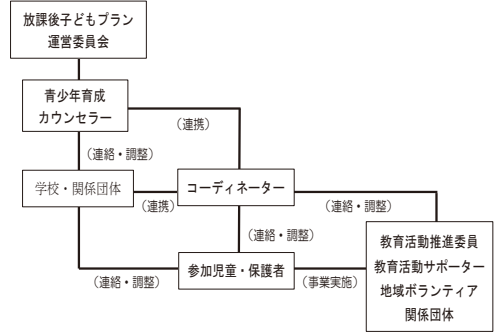 放課後子どもプラン
運営委員会
青少年育成
カウンセラー
（連携）
（連絡・調整）
学校・関係団体
コーディネーター
（連携）
（連絡・調整）
（連絡・調整）
教育活動推進委員
教育活動サポーター
地域ボランティア
関係団体
参加児童・保護者
（連絡・調整）
（事業実施）